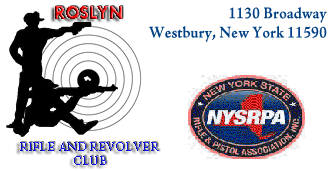 ROSLYN
RIFLE AND REVOLVER
CLUB
1130 Broadway
Westbury, New York 11590
NEW YORK STATE
NYSRPA
RIFLE & PISTOL ASSOCIATION, INC.